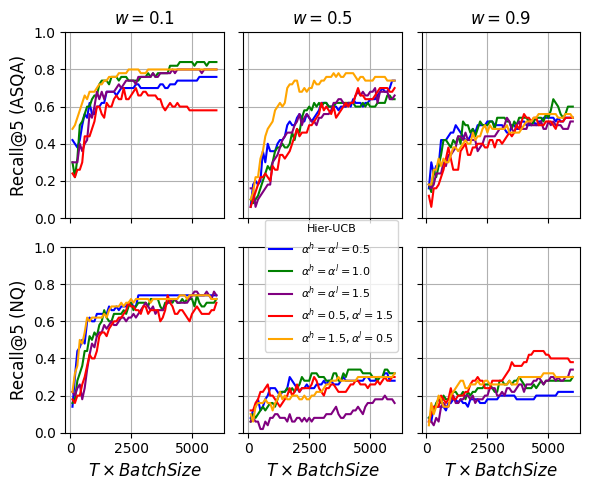 w = 0.1
w = 0.5
w = 0.9
Recall@5 (ASQA)
1.0
0.8
0.6
0.4
0.2
0.0
Hier-UCB
α^h = α^l = 0.5
α^h = α^l = 1.0
α^h = α^l = 1.5
α^h = 0.5, α^l = 1.5
α^h = 1.5, α^l = 0.5
Recall@5 (NQ)
1.0
0.8
0.6
0.4
0.2
0.0
0
2500
5000
0
2500
5000
0
2500
5000
T × BatchSize
T × BatchSize
T × BatchSize